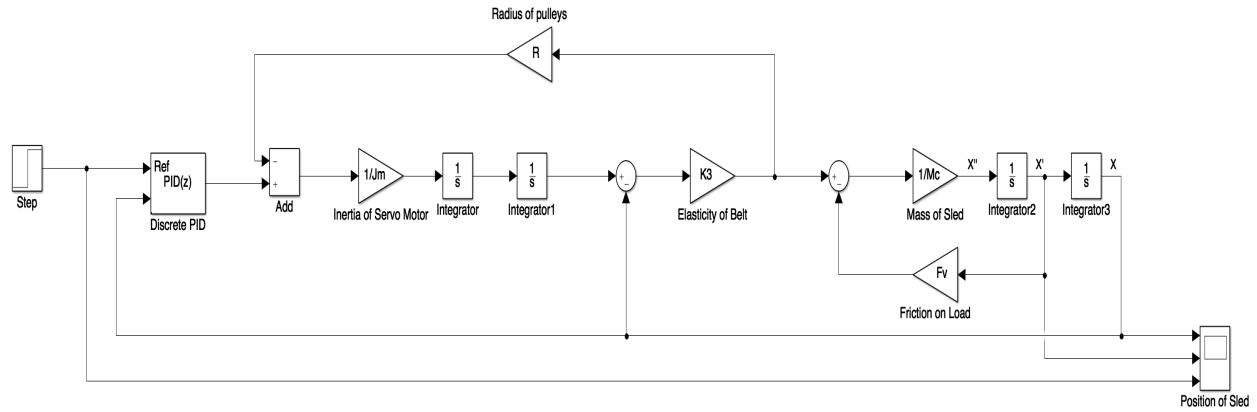 Radius of pulleys
R
Step
Ref
PID(z)
Discrete PID
−
+
Add
1/Jm
Inertia of Servo Motor
1
s
Integrator
1
s
Integrator1
+
−
K3
Elasticity of Belt
+
−
1/Mc
Mass of Sled
X''
1
s
Integrator2
X'
1
s
Integrator3
X
Fv
Friction on Load
Position of Sled